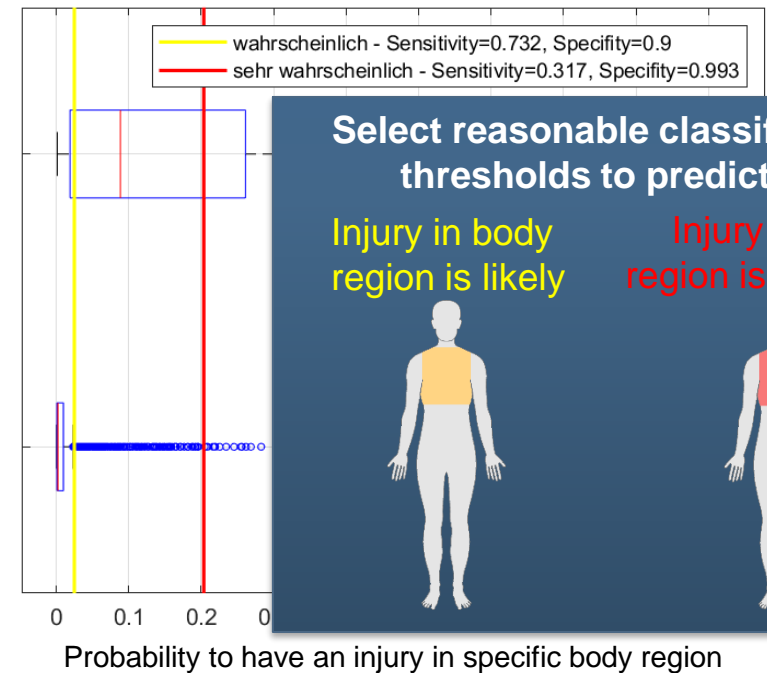 wahrscheinlich - Sensitivity=0.732, Specifity=0.9
sehr wahrscheinlich - Sensitivity=0.317, Specifity=0.993
Select reasonable classif
thresholds to predict
Injury in body
region is likely
Injury
region is
0 0.1 0.2 0
Probability to have an injury in specific body region